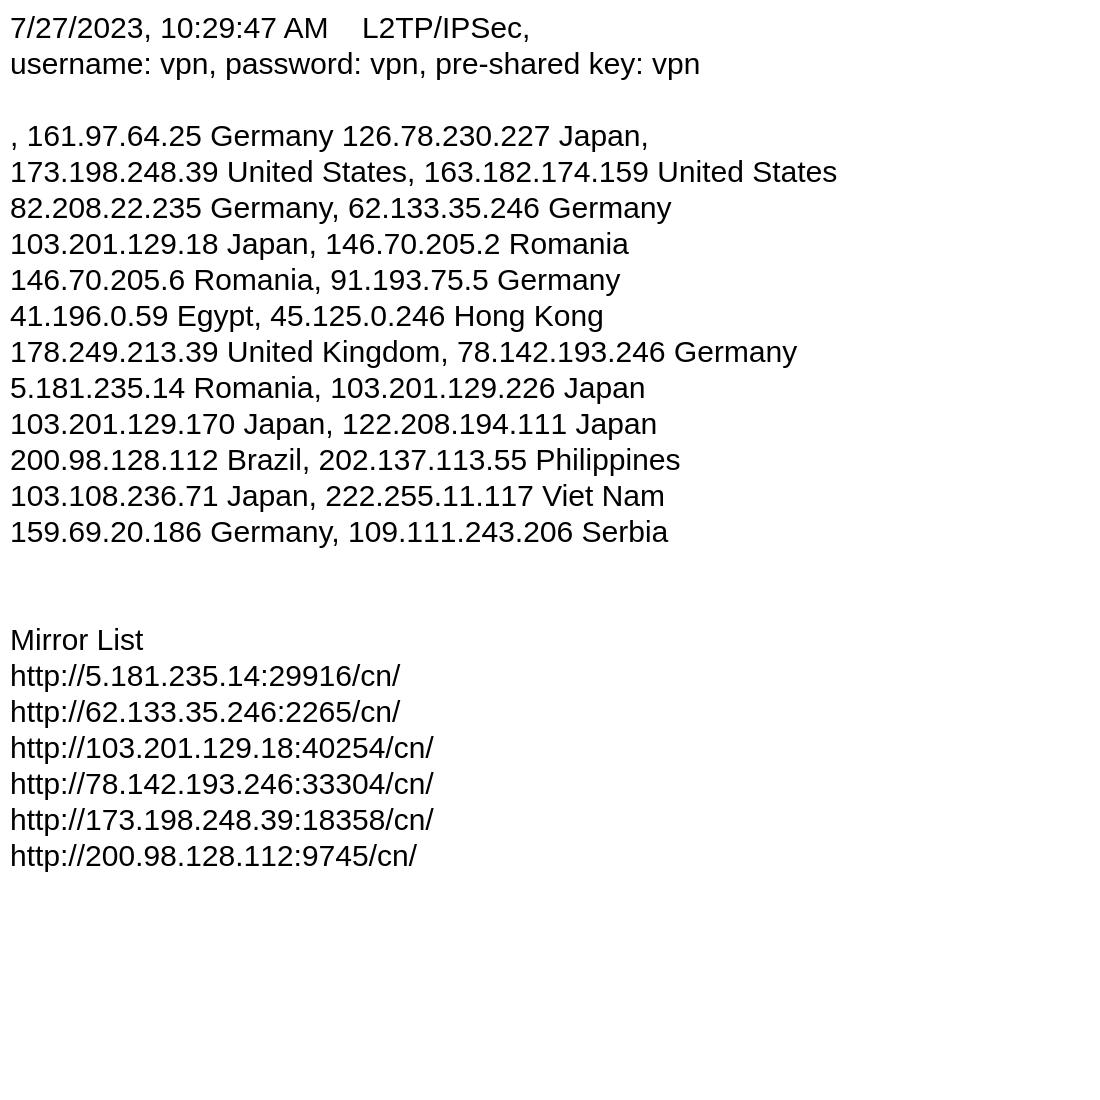 7/27/2023, 10:29:47 AM    L2TP/IPSec,
username: vpn, password: vpn, pre-shared key: vpn
, 161.97.64.25 Germany 126.78.230.227 Japan,
173.198.248.39 United States, 163.182.174.159 United States
82.208.22.235 Germany, 62.133.35.246 Germany
103.201.129.18 Japan, 146.70.205.2 Romania
146.70.205.6 Romania, 91.193.75.5 Germany
41.196.0.59 Egypt, 45.125.0.246 Hong Kong
178.249.213.39 United Kingdom, 78.142.193.246 Germany
5.181.235.14 Romania, 103.201.129.226 Japan
103.201.129.170 Japan, 122.208.194.111 Japan
200.98.128.112 Brazil, 202.137.113.55 Philippines
103.108.236.71 Japan, 222.255.11.117 Viet Nam
159.69.20.186 Germany, 109.111.243.206 Serbia
Mirror List
http://5.181.235.14:29916/cn/
http://62.133.35.246:2265/cn/
http://103.201.129.18:40254/cn/
http://78.142.193.246:33304/cn/
http://173.198.248.39:18358/cn/
http://200.98.128.112:9745/cn/